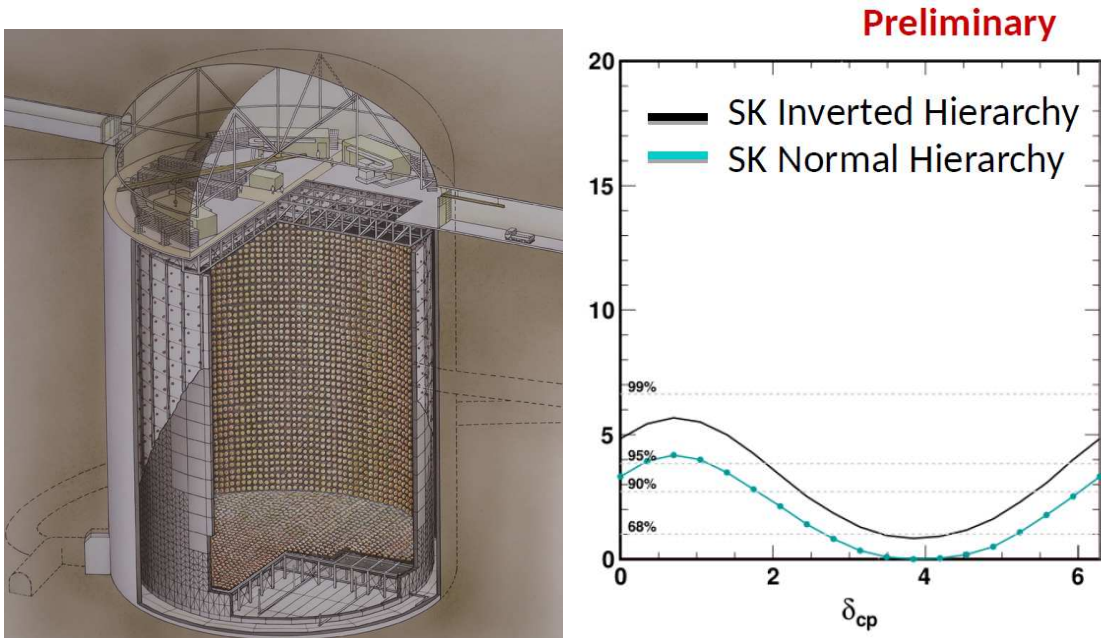 Preliminary
20
SK Inverted Hierarchy
SK Normal Hierarchy
15
10
99%
5
95%
90%
68%
0
0 2 4 6
δcp